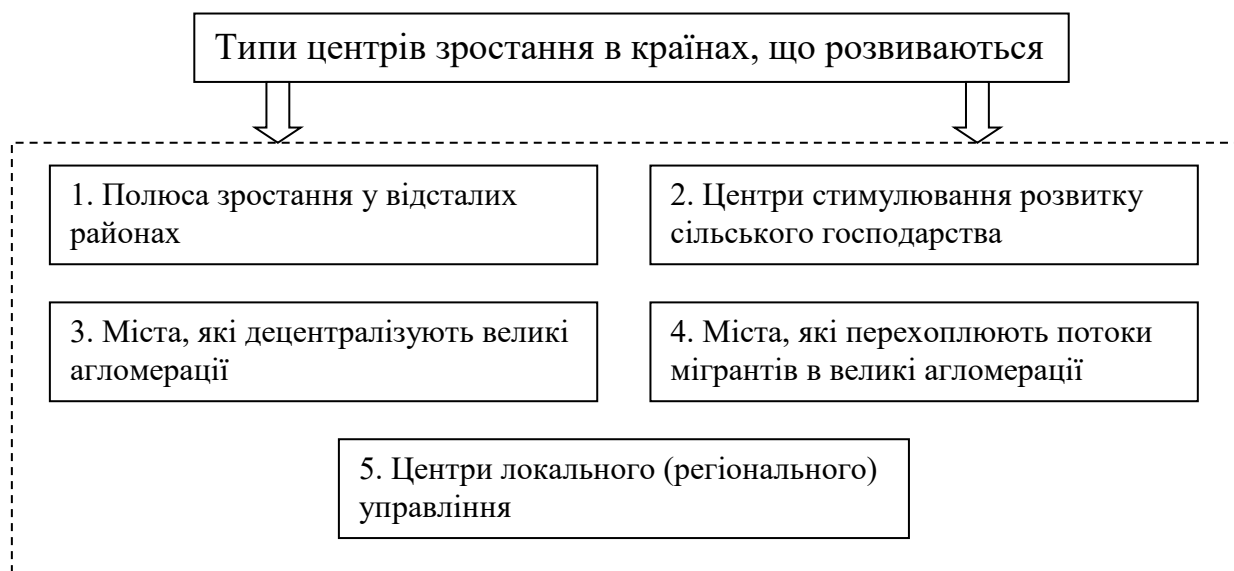 Типи центрів зростання в країнах, що розвиваються
1. Полюса зростання у відсталих
районах
2. Центри стимулювання розвитку
сільського господарства
3. Міста, які децентралізують великі
агломерації
4. Міста, які перехоплюють потоки
мігрантів в великі агломерації
5. Центри локального (регіонального)
управління